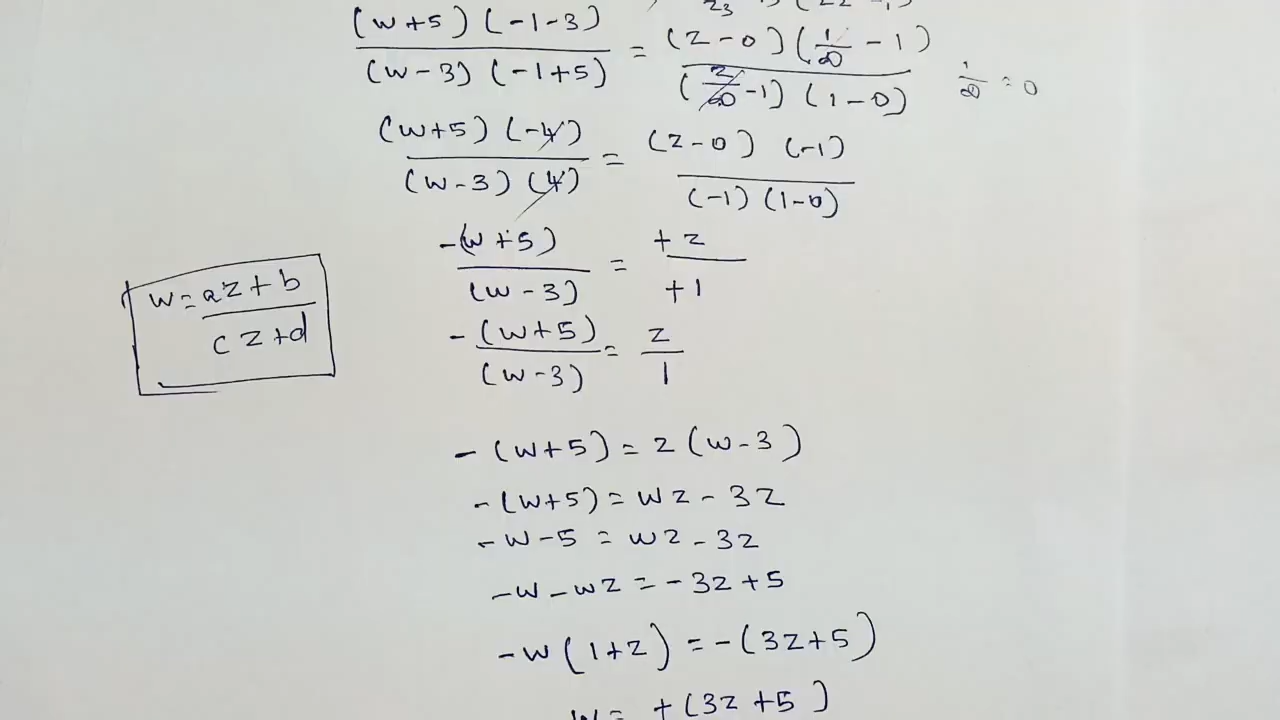 (w+5) (-1-3) / (w-3) (-1+5) = (z-0) (1/∞ - 1) / (z/∞ - 1) (1-0)
1/∞ = 0
(w+5) (-4) / (w-3) (4) = (z-0) (-1) / (-1) (1-0)
-(w+5) / (w-3) = +z / +1
w = az+b / cz+d
-(w+5) / (w-3) = z / 1
-(w+5) = z(w-3)
-(w+5) = wz - 3z
-w-5 = wz-3z
-w-wz = -3z+5
-w(1+z) = -(3z+5)
w = +(3z+5)